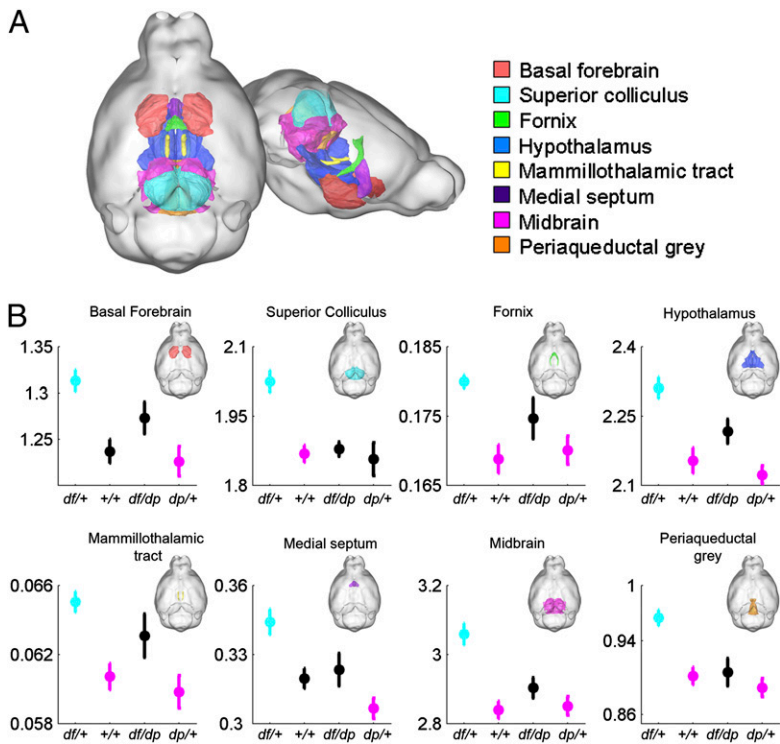 A
Basal forebrain
Superior colliculus
Fornix
Hypothalamus
Mammillothalamic tract
Medial septum
Midbrain
Periaqueductal grey
B
Basal Forebrain
1.35
1.3
1.25
df/+ +/+ df/dp dp/+
Superior Colliculus
2.1
1.95
1.8
df/+ +/+ df/dp dp/+
Fornix
0.185
0.175
0.165
df/+ +/+ df/dp dp/+
Hypothalamus
2.4
2.25
2.1
df/+ +/+ df/dp dp/+
Mammillothalamic
tract
0.066
0.062
0.058
df/+ +/+ df/dp dp/+
Medial septum
0.36
0.33
0.3
df/+ +/+ df/dp dp/+
Midbrain
3.2
3
2.8
df/+ +/+ df/dp dp/+
Periaqueductal
grey
1
0.94
0.86
df/+ +/+ df/dp dp/+